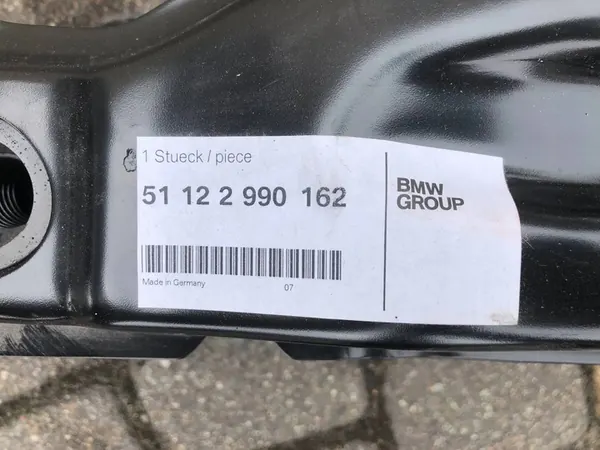 1 Stueck / piece
51 12 2 990 162
BMW
GROUP
Made in Germany
07